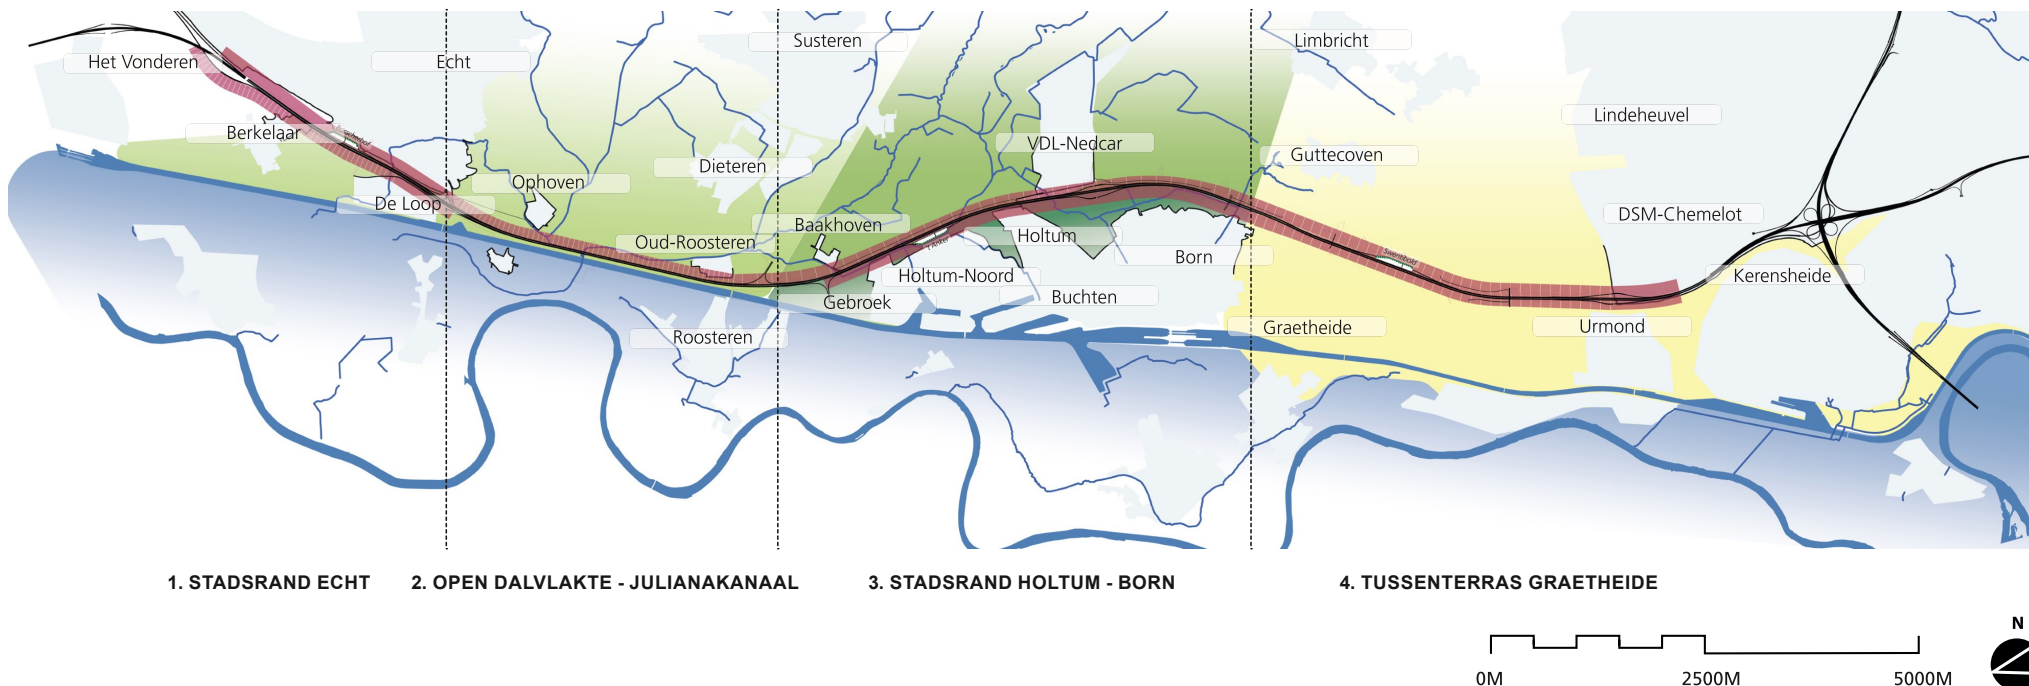 Het Vonderen
Echt
Susteren
Limbricht
Berkelaar
Lindeheuvel
VDL-Nedcar
Guttecoven
Dieteren
Ophoven
De Loop
Baakhoven
DSM-Chemelot
Oud-Roosteren
Holtum
Born
Holtum-Noord
Kerensheide
Gebroek
Buchten
Swentibold
Roosteren
Graetheide
Urmond
1. STADSRAND ECHT
2. OPEN DALVLAKTE - JULIANAKANAAL
3. STADSRAND HOLTUM - BORN
4. TUSSENTERRAS GRAETHEIDE
N
0M
2500M
5000M